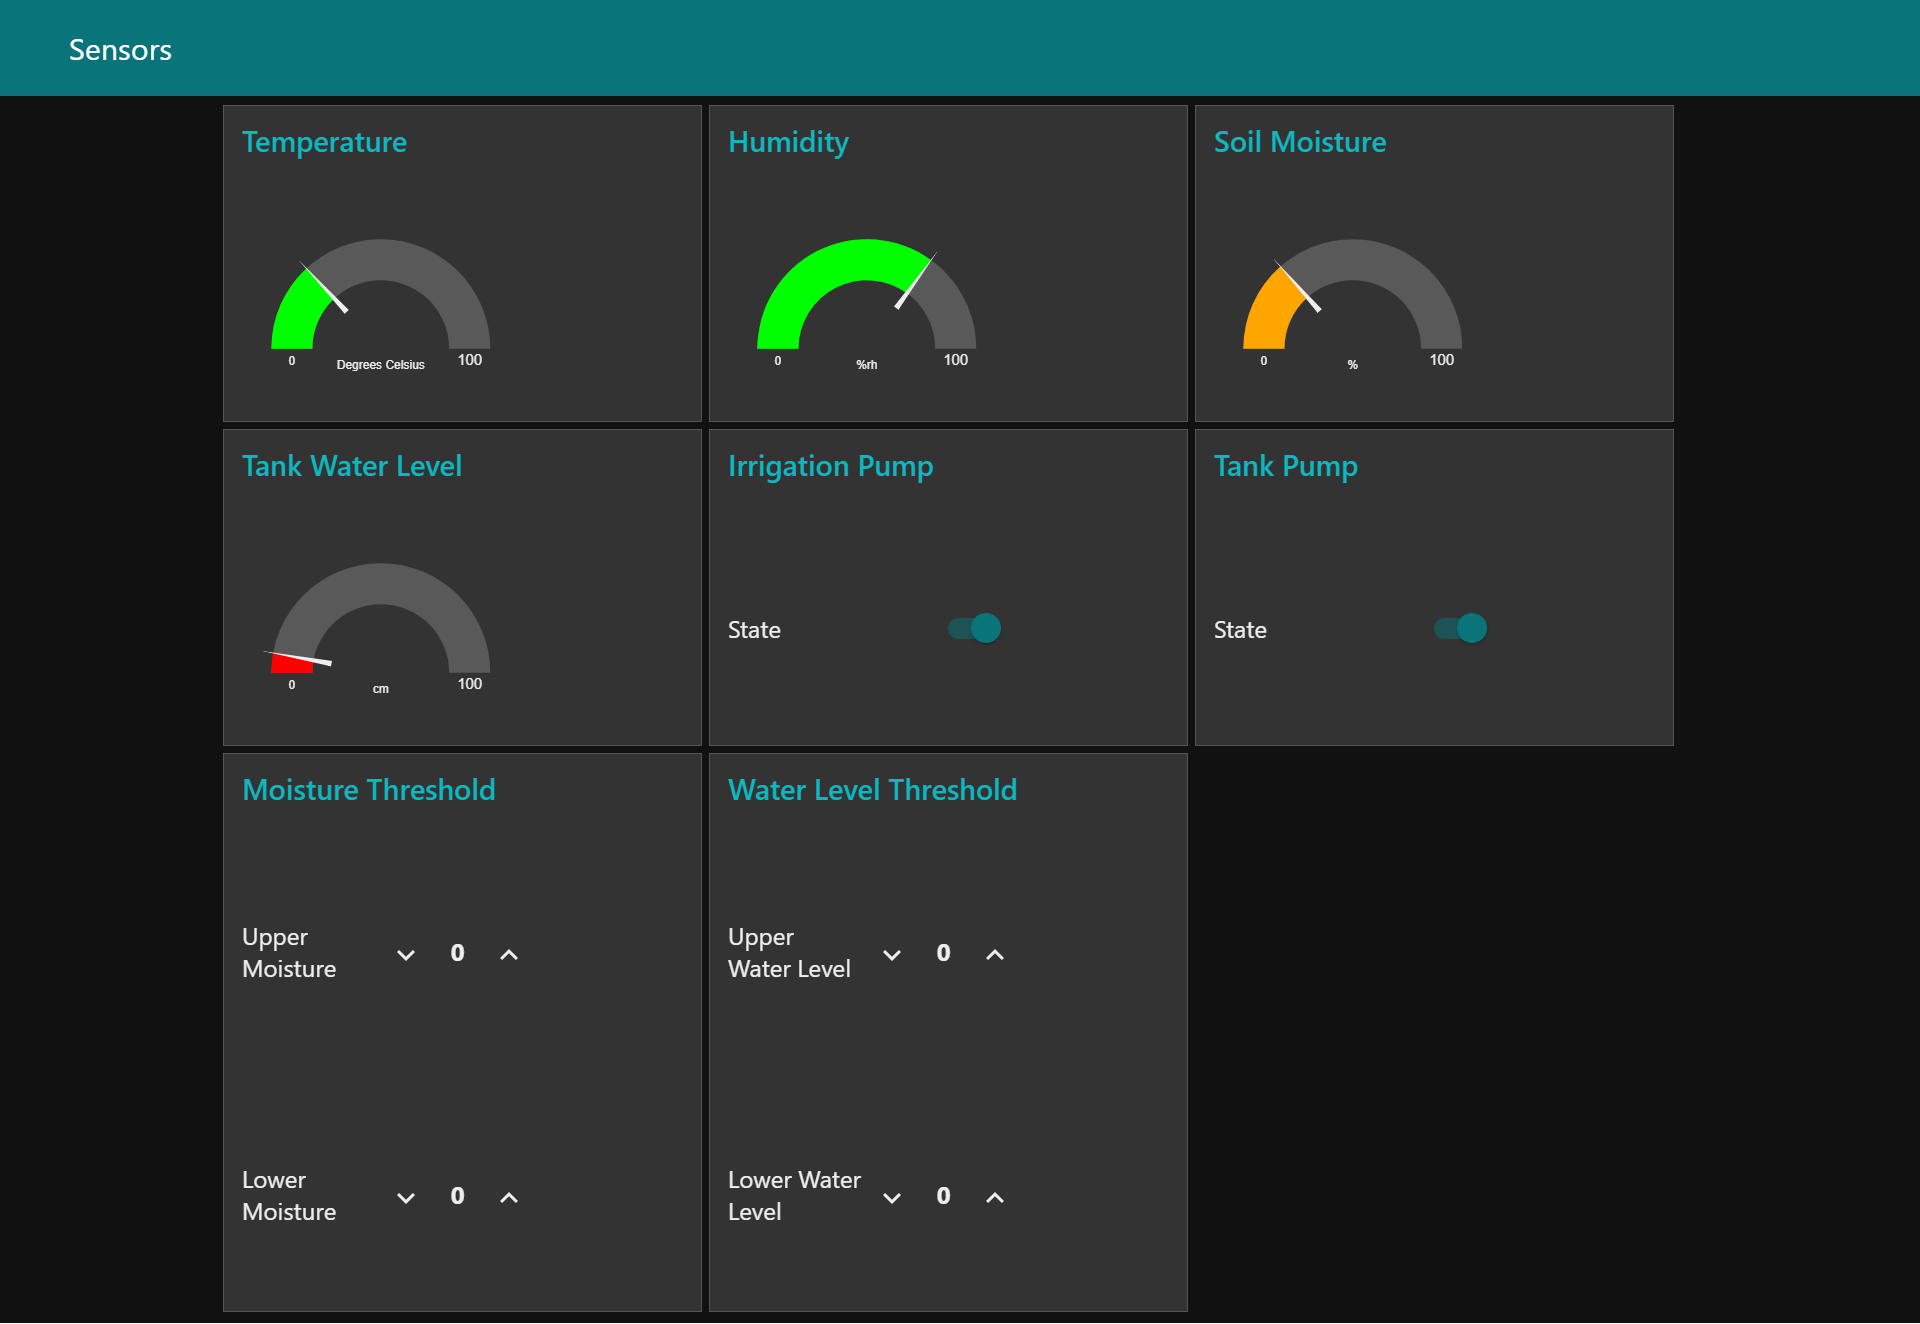 Sensors
Temperature
0
Degrees Celsius
100
Humidity
0
%rh
100
Soil Moisture
0
%
100
Tank Water Level
0
cm
100
Irrigation Pump
State
Tank Pump
State
Moisture Threshold
Upper
Moisture
0
Lower
Moisture
0
Water Level Threshold
Upper
Water Level
0
Lower Water
Level
0